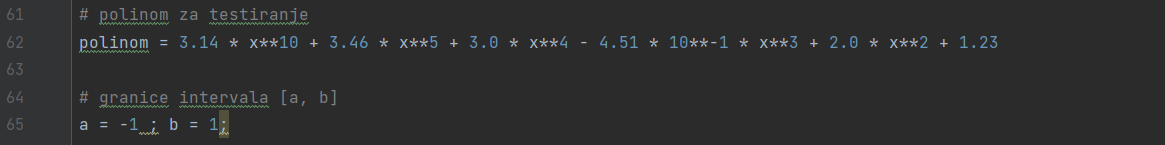 61 # polinom za testiranje
62 polinom = 3.14 * x**10 + 3.46 * x**5 + 3.0 * x**4 - 4.51 * 10**-1 * x**3 + 2.0 * x**2 + 1.23
63
64 # granice intervala [a, b]
65 a = -1 ; b = 1;